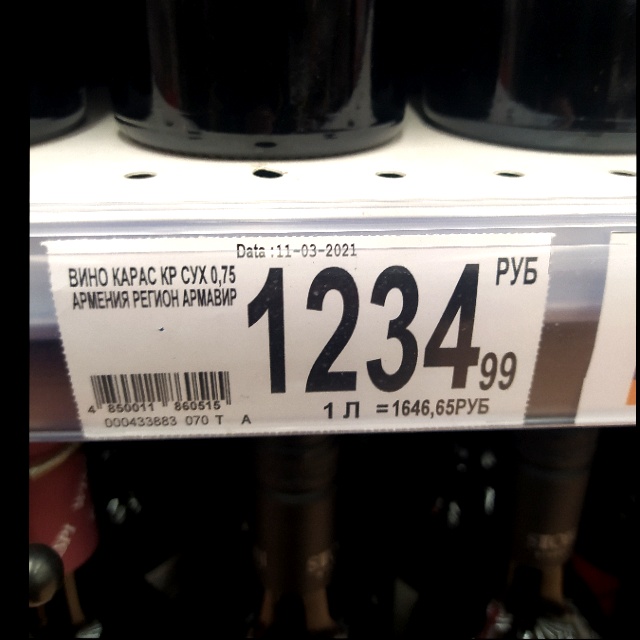 Data :11-03-2021
ВИНО КАРАС КР СУХ 0,75
АРМЕНИЯ РЕГИОН АРМАВИР
1234 99 РУБ
4 850011 860515
000433883 070 Т А
1 Л =1646,65РУБ